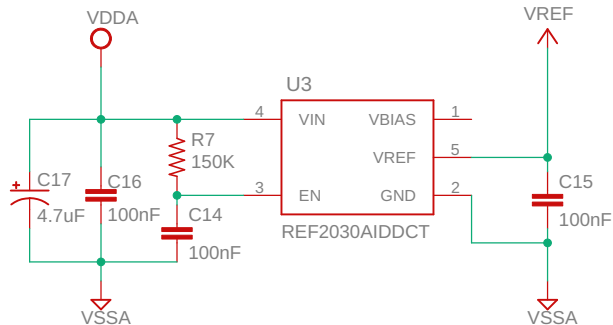 VDDA
VREF
U3
4
VIN
VBIAS
1
R7
150K
VREF
5
C17
+
4.7uF
C16
100nF
3
EN
GND
2
C15
100nF
C14
100nF
REF2030AIDDCT
VSSA
VSSA